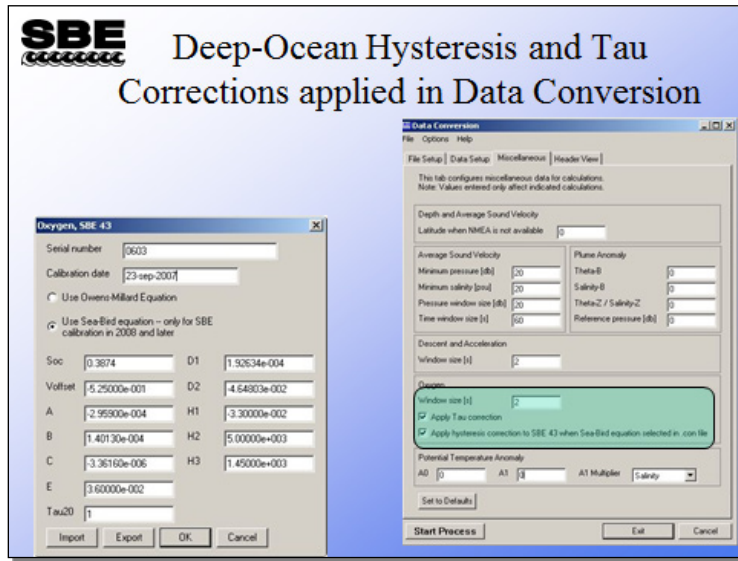 SBE
Deep-Ocean Hysteresis and Tau
Corrections applied in Data Conversion
Oxygen, SBE 43
Serial number 0603
Calibration date 23-sep-2007
Use Owens-Millard Equation
Use Sea-Bird equation -- only for SBE
calibration in 2008 and later
Soc 0.3874 D1 1.92634e-004
Voffset -5.25000e-001 D2 -4.64803e-002
A -2.95900e-004 H1 -3.30000e-002
B 1.40130e-004 H2 5.00000e+003
C -3.36160e-006 H3 1.45000e+003
E 3.60000e-002
Tau20 1
Import Export OK Cancel
Data Conversion
File Options Help
File Setup Data Setup Miscellaneous Header View
This tab configures miscellaneous data for calculations.
Note: Values entered only affect indicated calculations.
Depth and Average Sound Velocity
Latitude when NMEA is not available 0
Average Sound Velocity Plume Anomaly
Minimum pressure [db] 20 Theta-B 0
Minimum salinity [psu] 20 Salinity-B 0
Pressure window size [db] 20 Theta-Z / Salinity-Z 0
Time window size [s] 60 Reference pressure [db] 0
Descent and Acceleration
Window size [s] 2
Oxygen
Window size [s] 2
Apply Tau correction
Apply hysteresis correction to SBE 43 when Sea-Bird equation selected in .con file
Potential Temperature Anomaly
A0 0 A1 0 A1 Multiplier Salinity
Set to Defaults
Start Process Exit Cancel